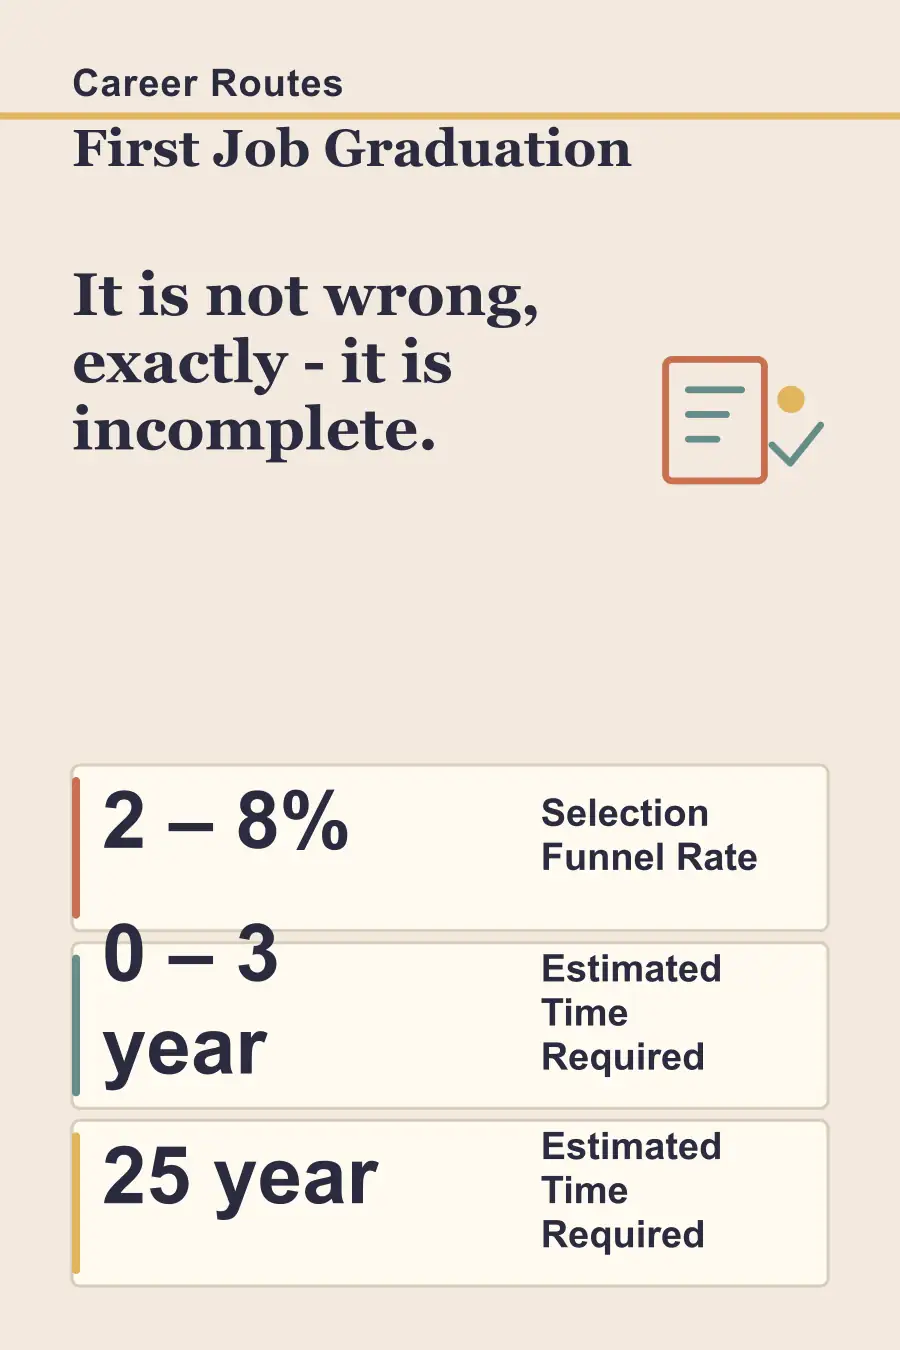 Career Routes
First Job Graduation
It is not wrong,
exactly - it is
incomplete.
2 – 8%
Selection
Funnel Rate
0 – 3
year
Estimated
Time
Required
25 year
Estimated
Time
Required